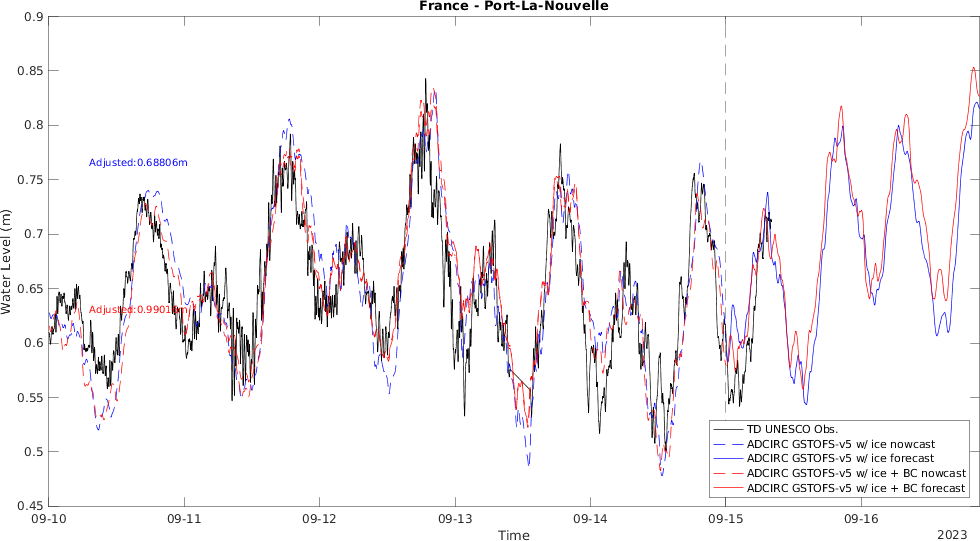 France - Port-La-Nouvelle
0.9
0.85
0.8
0.75
0.7
0.65
0.6
0.55
0.5
0.45
Water Level (m)
Adjusted:0.68806m
Adjusted:0.9901
TD UNESCO Obs.
ADCIRC GSTOFS-v5 w/ ice nowcast
ADCIRC GSTOFS-v5 w/ ice forecast
ADCIRC GSTOFS-v5 w/ ice + BC nowcast
ADCIRC GSTOFS-v5 w/ ice + BC forecast
09-10 09-11 09-12 09-13 09-14 09-15 09-16
Time
2023